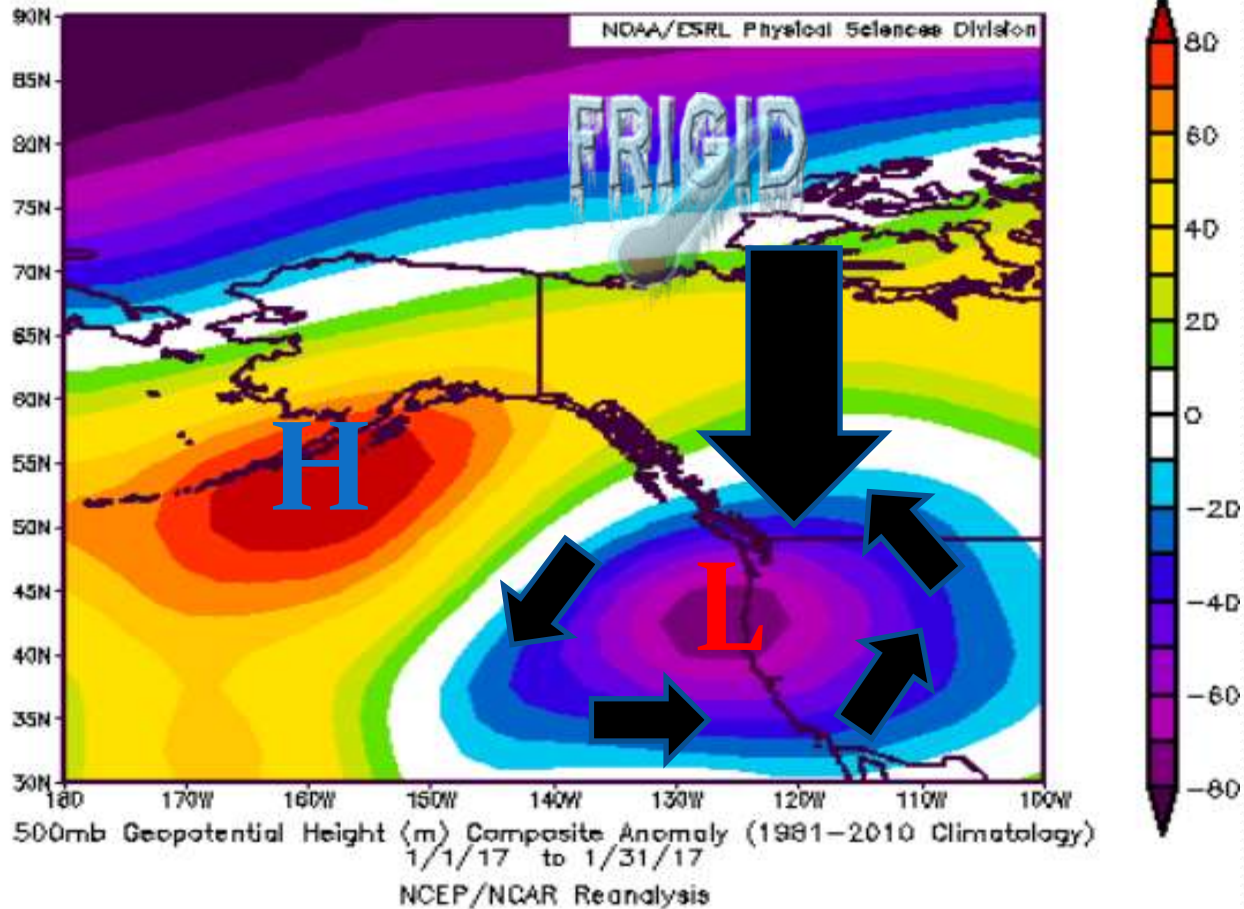 NOAA/ESRL Physical Sciences Division
FRIGID
H
L
90N
85N
80N
75N
70N
65N
60N
55N
50N
45N
40N
35N
30N
180 170W 160W 150W 140W 130W 120W 110W 100W
80
60
40
20
0
-20
-40
-60
-80
500mb Geopotential Height (m) Composite Anomaly (1981-2010 Climatology)
1/1/17 to 1/31/17
NCEP/NCAR Reanalysis